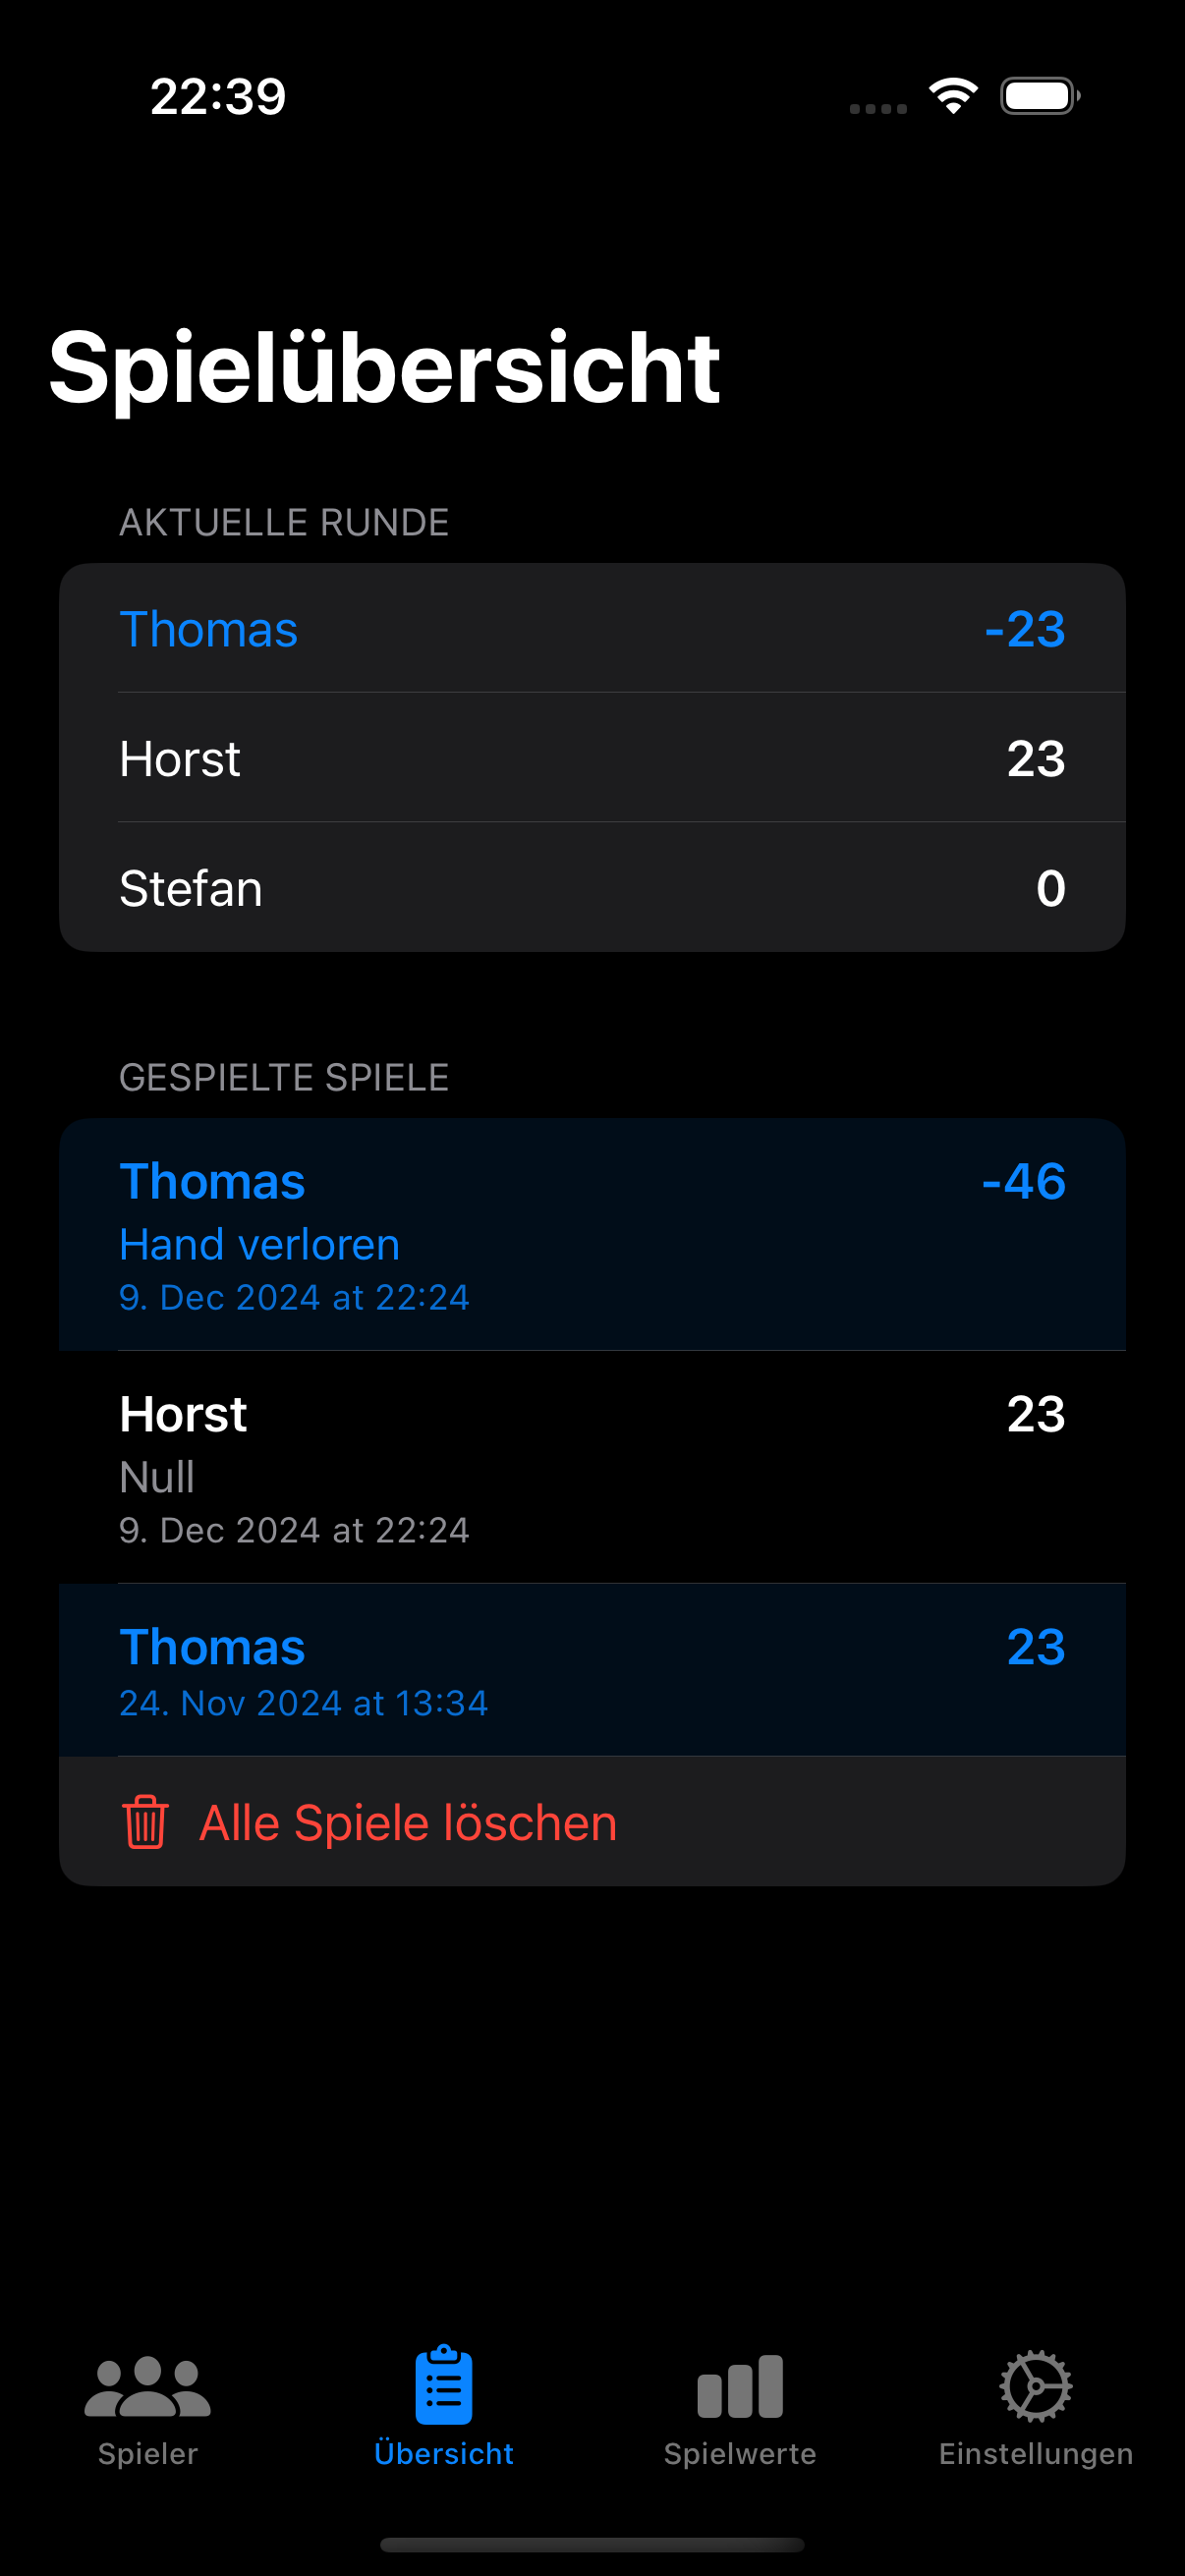 22:39
Spielübersicht
AKTUELLE RUNDE
Thomas -23
Horst 23
Stefan 0
GESPIELTE SPIELE
Thomas -46
Hand verloren
9. Dec 2024 at 22:24
Horst 23
Null
9. Dec 2024 at 22:24
Thomas 23
24. Nov 2024 at 13:34
Alle Spiele löschen
Spieler Übersicht Spielwerte Einstellungen